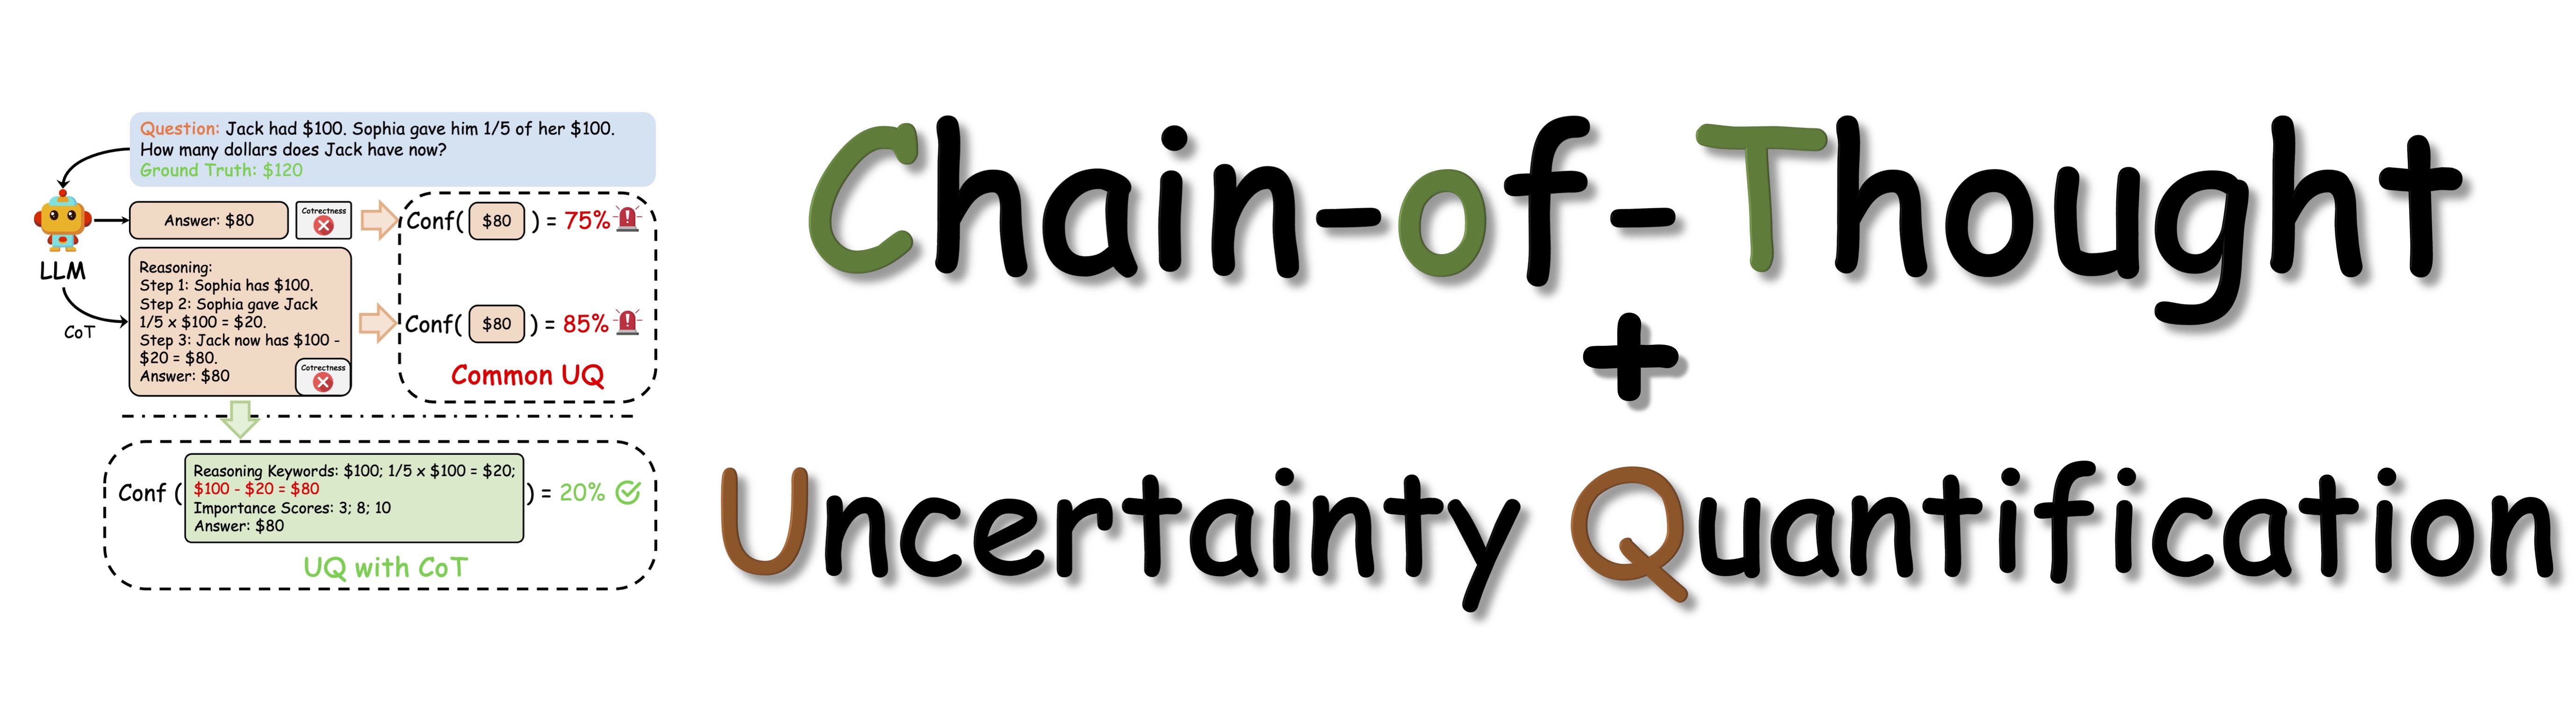 Question: Jack had $100. Sophia gave him 1/5 of her $100.
How many dollars does Jack have now?
Ground Truth: $120
Answer: $80
Cotrectness
Conf( $80 ) = 75%
LLM
CoT
Reasoning:
Step 1: Sophia has $100.
Step 2: Sophia gave Jack
1/5 x $100 = $20.
Step 3: Jack now has $100 -
$20 = $80.
Answer: $80
Cotrectness
Conf( $80 ) = 85%
Common UQ
Conf (
Reasoning Keywords: $100; 1/5 x $100 = $20;
$100 - $20 = $80
Importance Scores: 3; 8; 10
Answer: $80
) = 20%
UQ with CoT
Chain-of-Thought
+
Uncertainty Quantification